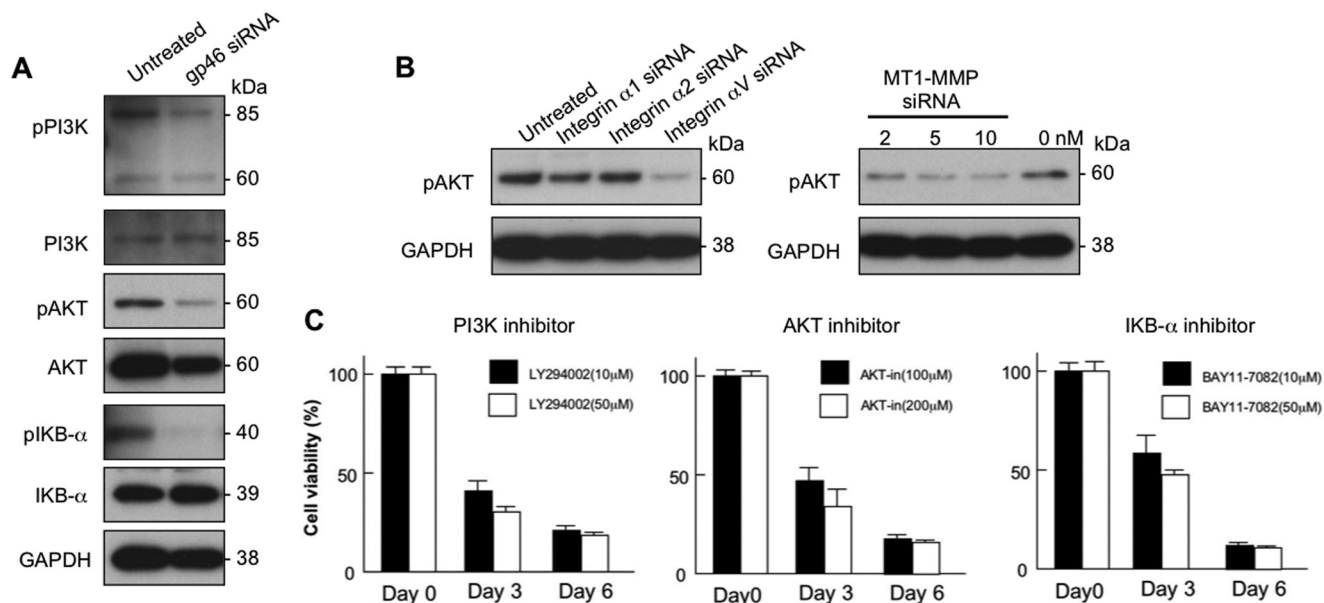 A
Untreated
gp46 siRNA
kDa
pPI3K
85
60
PI3K
85
pAKT
60
AKT
60
pIKB-α
40
IKB-α
39
GAPDH
38
B
Untreated
Integrin α1 siRNA
Integrin α2 siRNA
Integrin αV siRNA
kDa
pAKT
60
GAPDH
38
MT1-MMP
siRNA
2 5 10 0 nM
kDa
pAKT
60
GAPDH
38
C
PI3K inhibitor
LY294002(10μM)
LY294002(50μM)
Cell viability (%)
100
50
0
Day 0 Day 3 Day 6
AKT inhibitor
AKT-in(100μM)
AKT-in(200μM)
100
50
0
Day 0 Day 3 Day 6
IKB-α inhibitor
BAY11-7082(10μM)
BAY11-7082(50μM)
100
50
0
Day0 Day 3 Day 6